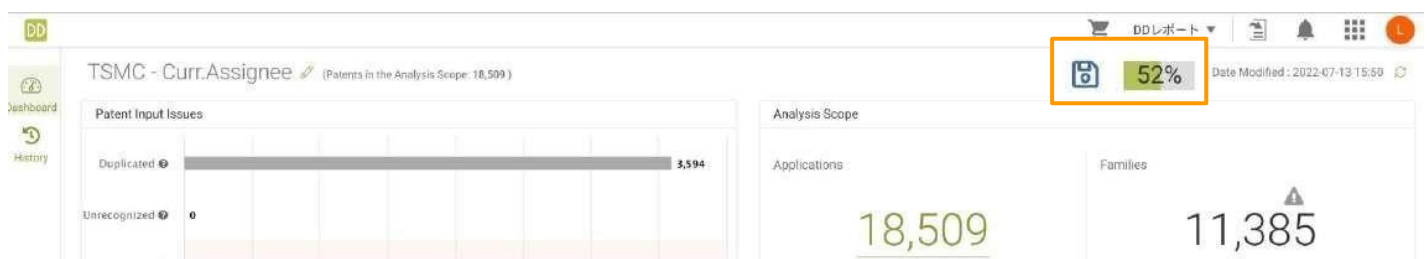 DD
DDレポート ▼
L
TSMC - Curr.Assignee (Patents in the Analysis Scope: 18,509 )
52%
Date Modified : 2022-07-13 15:50
Dashboard
History
Patent Input Issues
Duplicated
3,594
Unrecognized
0
Analysis Scope
Applications
18,509
Families
11,385